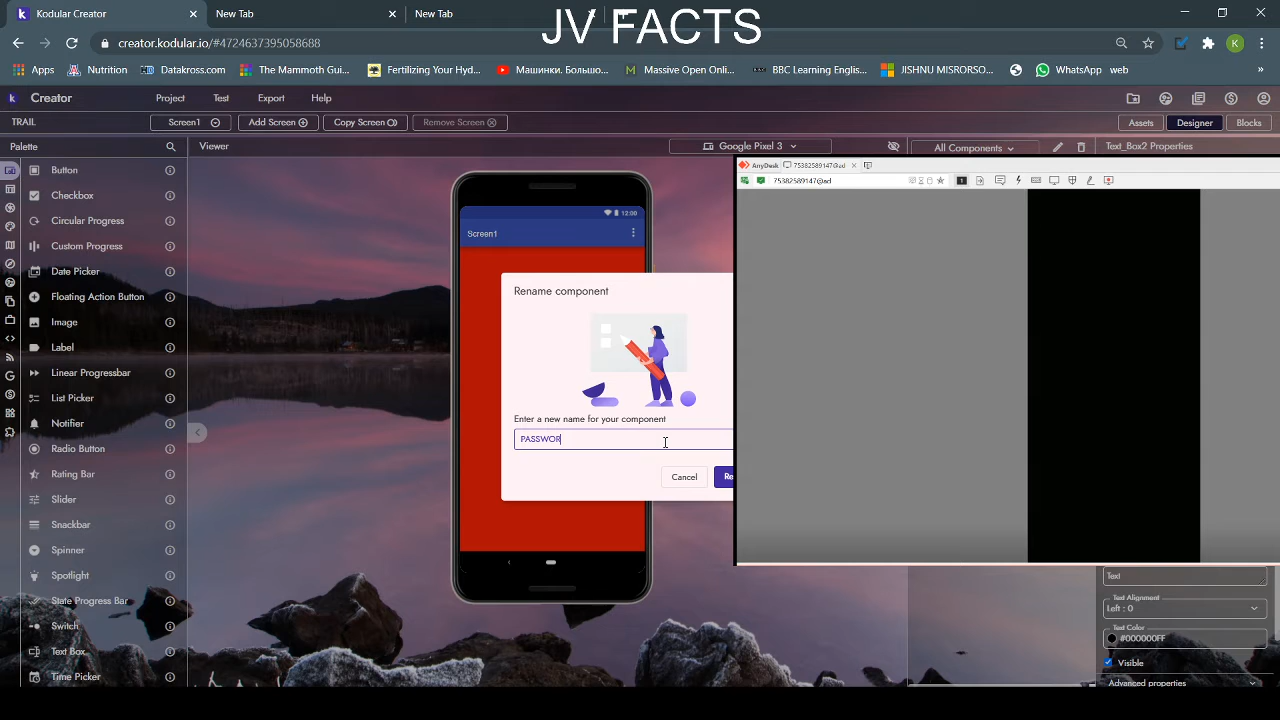 Kodular Creator
New Tab
New Tab
JV FACTS
creator.kodular.io/#4724637395058688
K
Apps
Nutrition
Databoss.com
The Mammoth Gui...
Fertilizing Your Hyd...
Машинки. Большо...
Massive Open Onli...
BBC Learning Englis...
JISHNU MISRORSO...
WhatsApp web
Creator
Project
Test
Export
Help
TRAIL
Screen1
Add Screen
Copy Screen
Remove Screen
Assets
Designer
Blocks
Palette
Viewer
Google Pixel 3
All Components
Text_Box2 Properties
Button
Checkbox
Circular Progress
Custom Progress
Date Picker
Floating Action Button
Image
Label
Linear Progressbar
List Picker
Notifier
Radio Button
Rating Bar
Slider
Snackbar
Spinner
Spotlight
State Progress Bar
Switch
Text Box
Time Picker
12:00
Screen1
Rename component
Enter a new name for your component
PASSWOR
Cancel
Re
AnyDesk
75382589147@ad
75382589147@ad
Text
Text Alignment
Left : 0
Text Color
#000000FF
Visible
Advanced properties